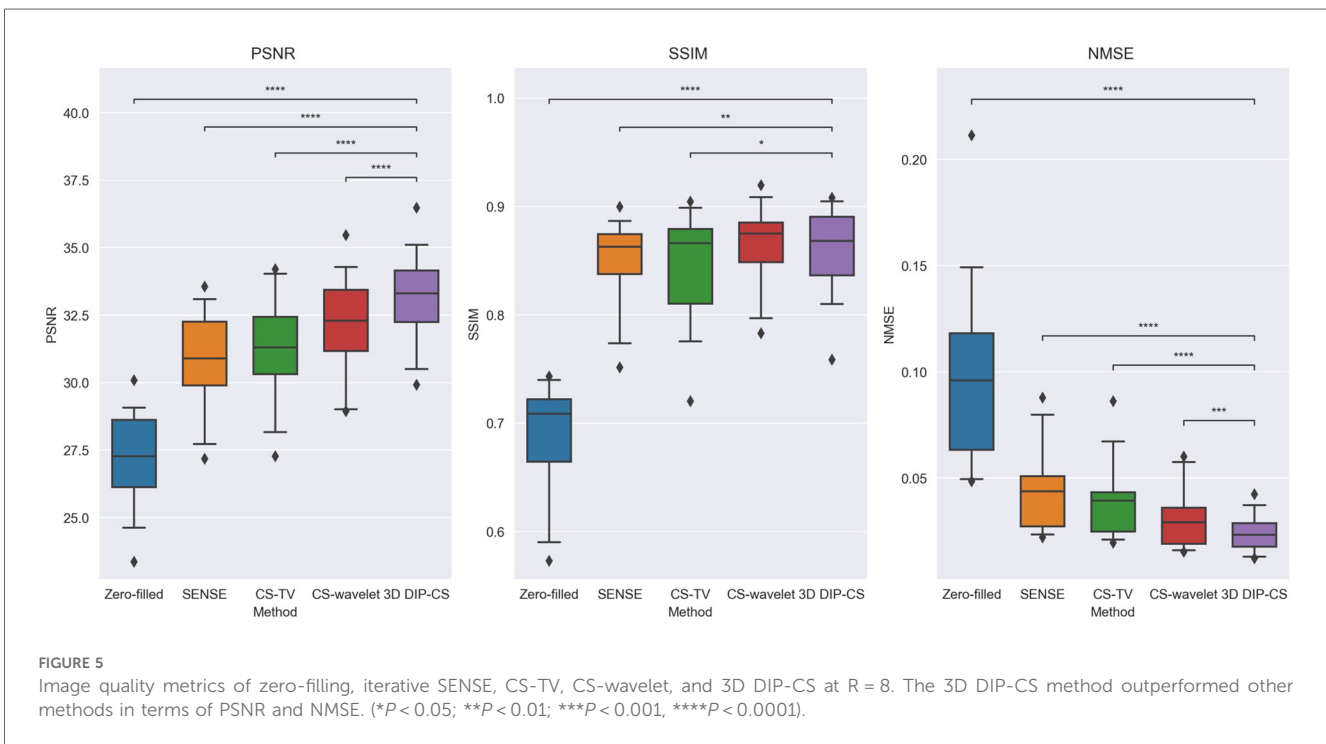 PSNR
****
****
****
****
40.0
37.5
35.0
32.5
30.0
27.5
25.0
PSNR
Zero-filled SENSE CS-TV CS-wavelet 3D DIP-CS
Method
SSIM
****
**
*
1.0
0.9
0.8
0.7
0.6
SSIM
Zero-filled SENSE CS-TV CS-wavelet 3D DIP-CS
Method
NMSE
****
****
****
***
0.20
0.15
0.10
0.05
NMSE
Zero-filled SENSE CS-TV CS-wavelet 3D DIP-CS
Method
FIGURE 5
Image quality metrics of zero-filling, iterative SENSE, CS-TV, CS-wavelet, and 3D DIP-CS at R = 8. The 3D DIP-CS method outperformed other
methods in terms of PSNR and NMSE. (*P < 0.05; **P < 0.01; ***P < 0.001, ****P < 0.0001).